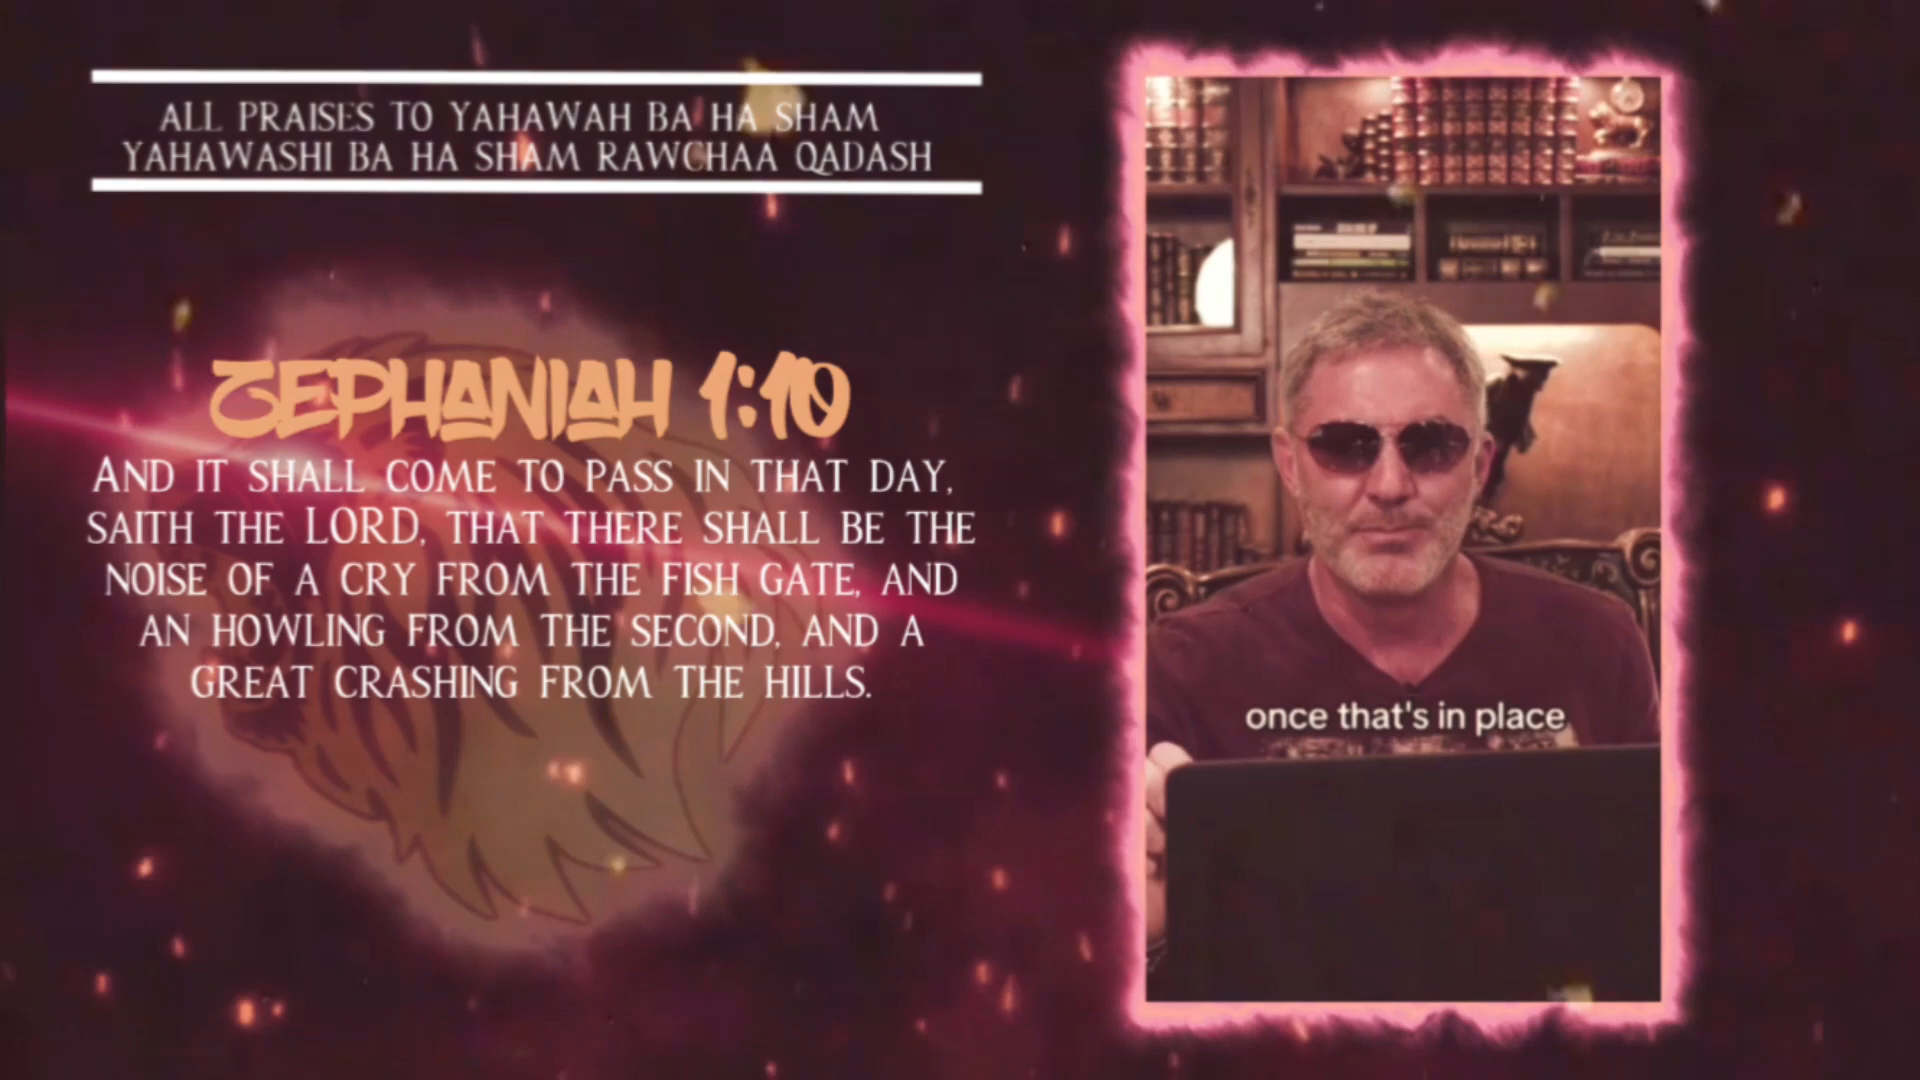 ALL PRAISES TO YAHAWAH BA HA SHAM
YAHAWASHI BA HA SHAM RAWCHAA QADASH
ZEPHANIAH 1:10
AND IT SHALL COME TO PASS IN THAT DAY,
SAITH THE LORD, THAT THERE SHALL BE THE
NOISE OF A CRY FROM THE FISH GATE, AND
AN HOWLING FROM THE SECOND, AND A
GREAT CRASHING FROM THE HILLS.
once that's in place